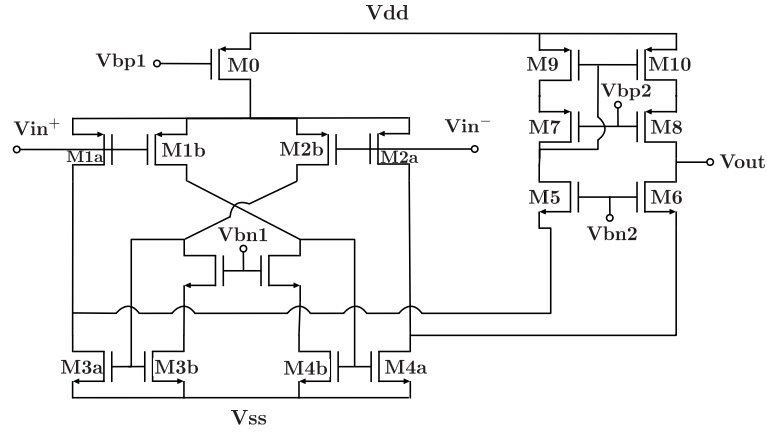 Vdd
Vbp1
M0
M9
M10
Vbp2
Vin+
M1a
M1b
M2b
M2a
Vin−
M7
M8
Vout
M5
M6
Vbn1
Vbn2
M3a
M3b
M4b
M4a
Vss